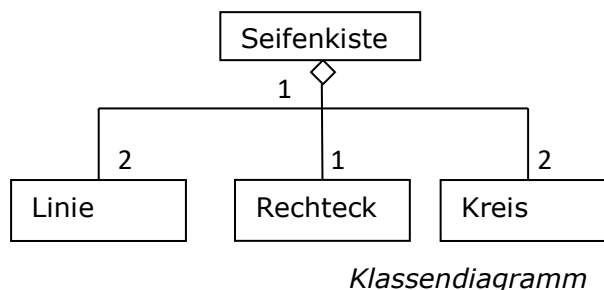 Seifenkiste
1
2 1 2
Linie Rechteck Kreis
Klassendiagramm